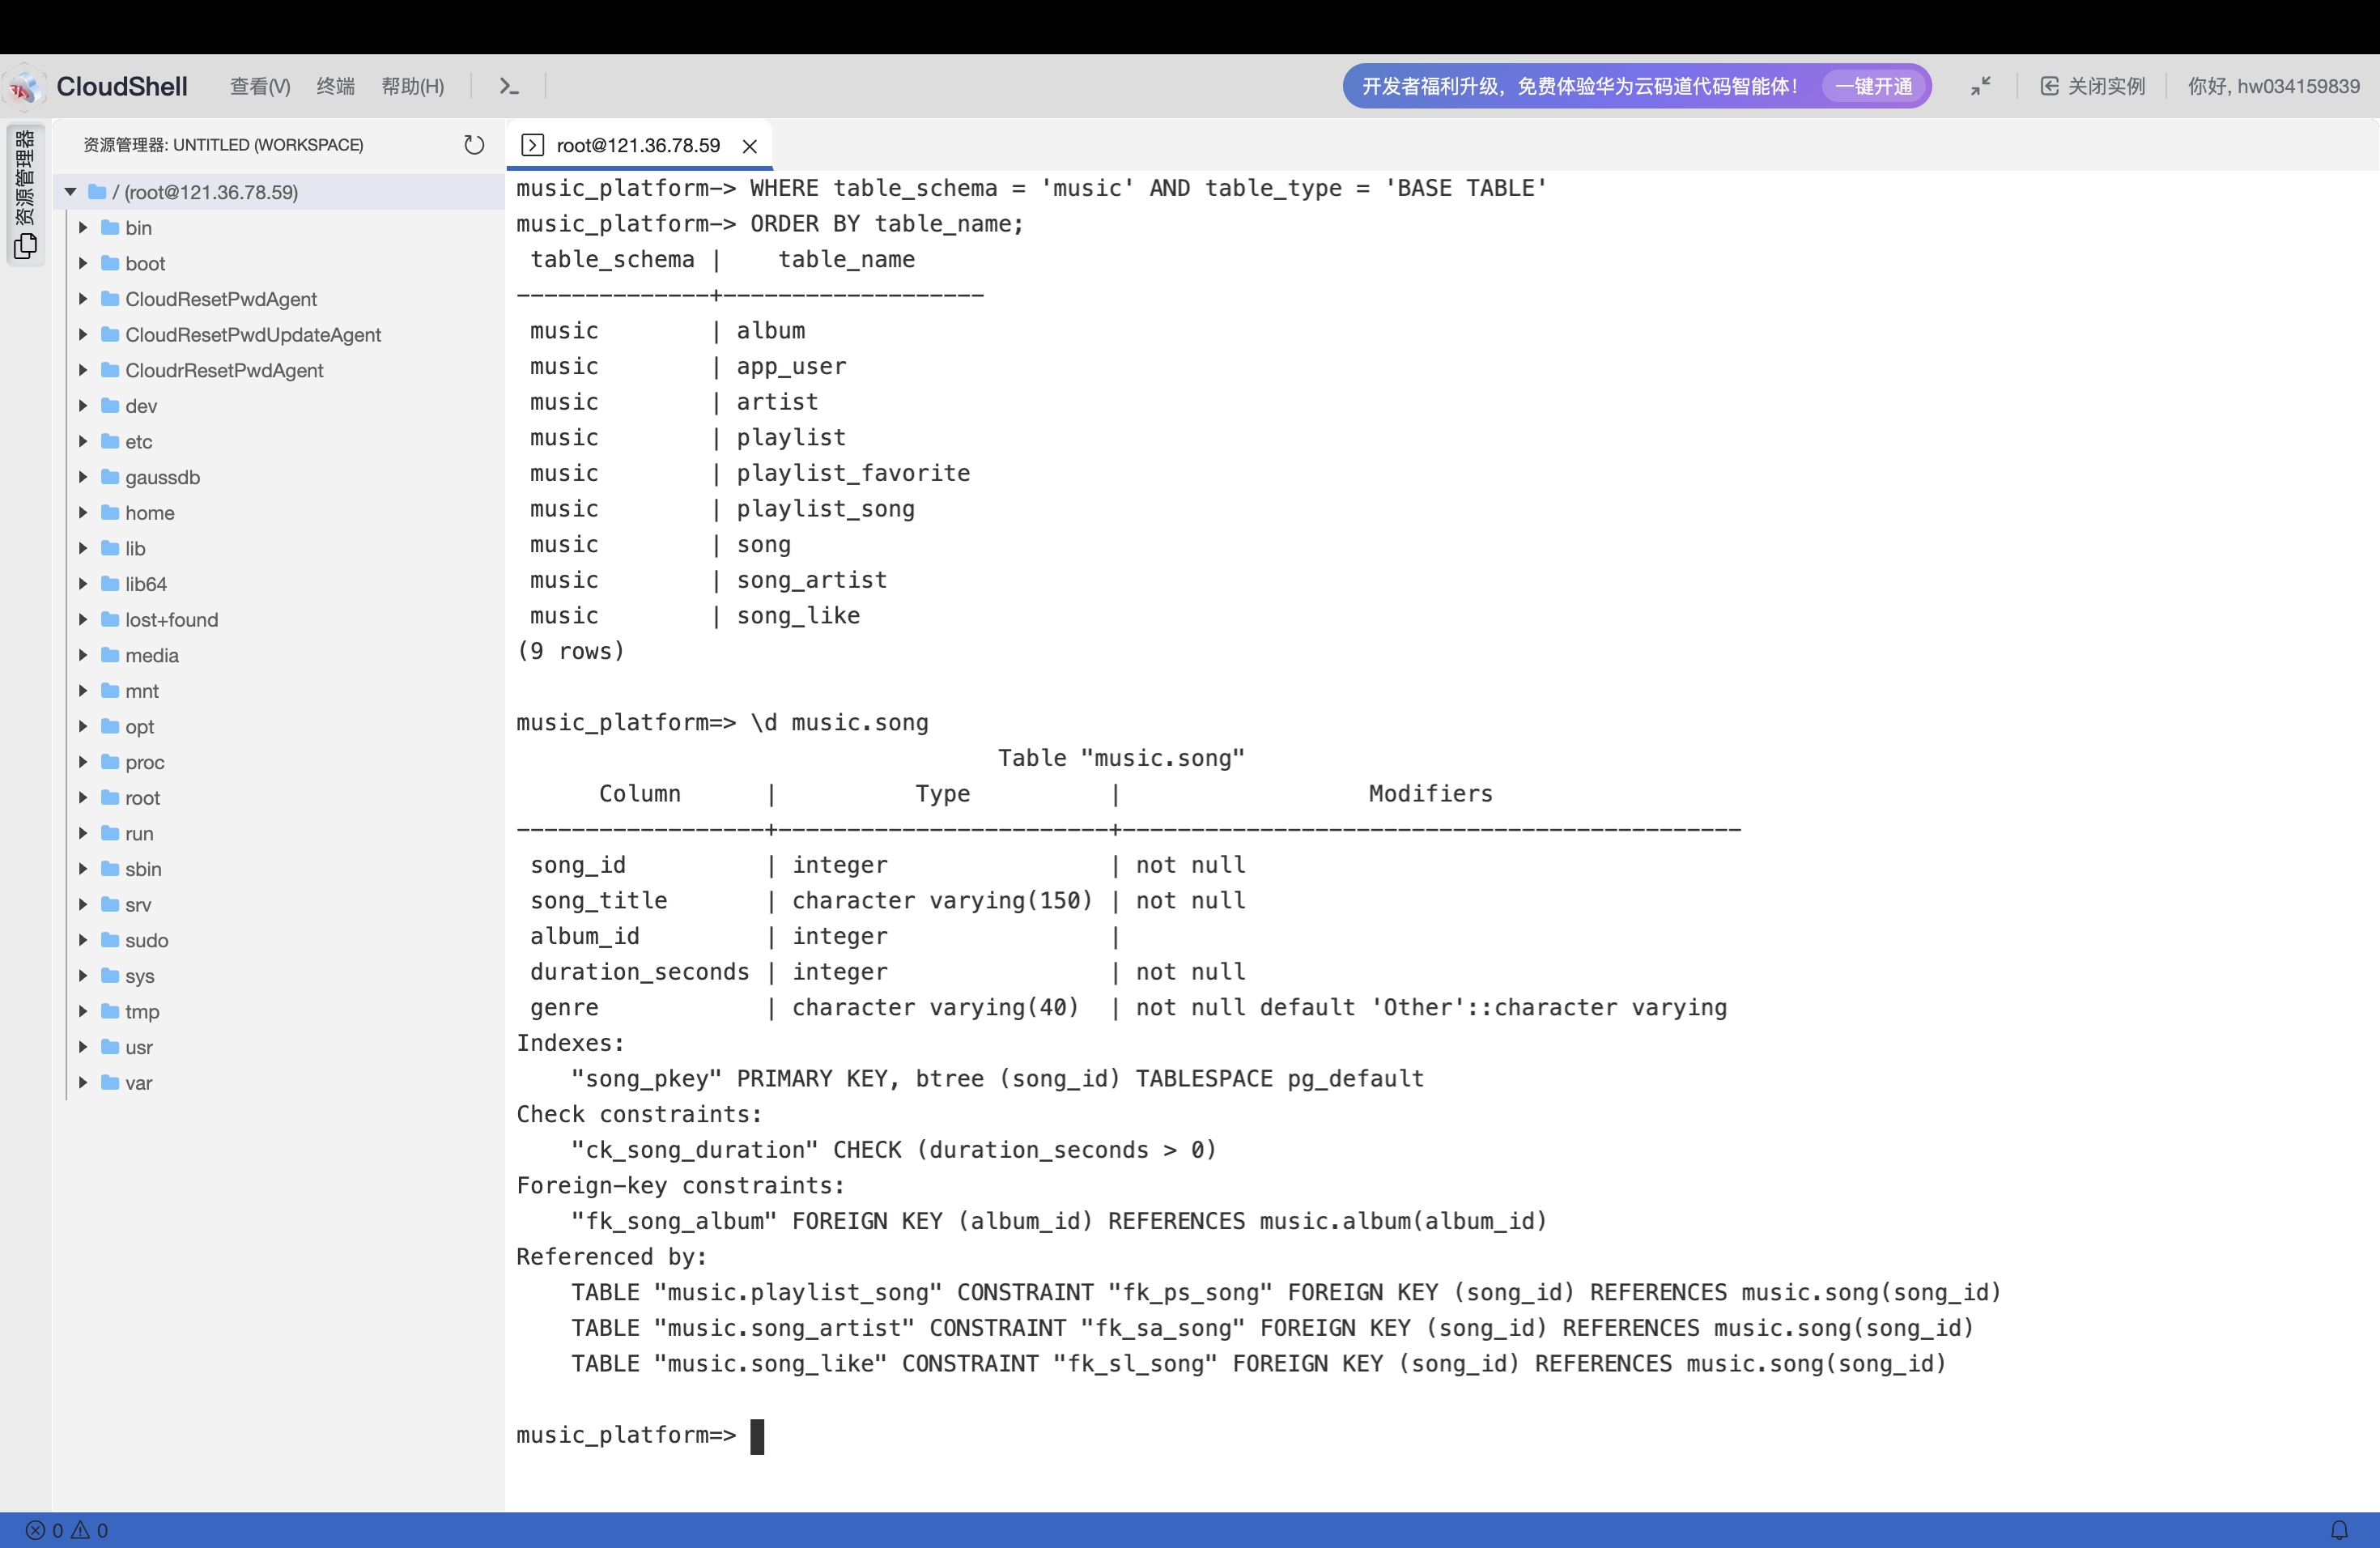 CloudShell 查看(V) 终端 帮助(H) 开发者福利升级，免费体验华为云码道代码智能体！ 一键开通 关闭实例 你好, hw034159839
资源管理器
资源管理器: UNTITLED (WORKSPACE)
/ (root@121.36.78.59)
bin
boot
CloudResetPwdAgent
CloudResetPwdUpdateAgent
CloudrResetPwdAgent
dev
etc
gaussdb
home
lib
lib64
lost+found
media
mnt
opt
proc
root
run
sbin
srv
sudo
sys
tmp
usr
var
root@121.36.78.59
music_platform-> WHERE table_schema = 'music' AND table_type = 'BASE TABLE'
music_platform-> ORDER BY table_name;
 table_schema |    table_name
--------------+-------------------
 music        | album
 music        | app_user
 music        | artist
 music        | playlist
 music        | playlist_favorite
 music        | playlist_song
 music        | song
 music        | song_artist
 music        | song_like
(9 rows)
music_platform=> \d music.song
                                   Table "music.song"
      Column      |          Type          |                  Modifiers
------------------+------------------------+---------------------------------------------
 song_id          | integer                | not null
 song_title       | character varying(150) | not null
 album_id         | integer                |
 duration_seconds | integer                | not null
 genre            | character varying(40)  | not null default 'Other'::character varying
Indexes:
    "song_pkey" PRIMARY KEY, btree (song_id) TABLESPACE pg_default
Check constraints:
    "ck_song_duration" CHECK (duration_seconds > 0)
Foreign-key constraints:
    "fk_song_album" FOREIGN KEY (album_id) REFERENCES music.album(album_id)
Referenced by:
    TABLE "music.playlist_song" CONSTRAINT "fk_ps_song" FOREIGN KEY (song_id) REFERENCES music.song(song_id)
    TABLE "music.song_artist" CONSTRAINT "fk_sa_song" FOREIGN KEY (song_id) REFERENCES music.song(song_id)
    TABLE "music.song_like" CONSTRAINT "fk_sl_song" FOREIGN KEY (song_id) REFERENCES music.song(song_id)
music_platform=>
0 0